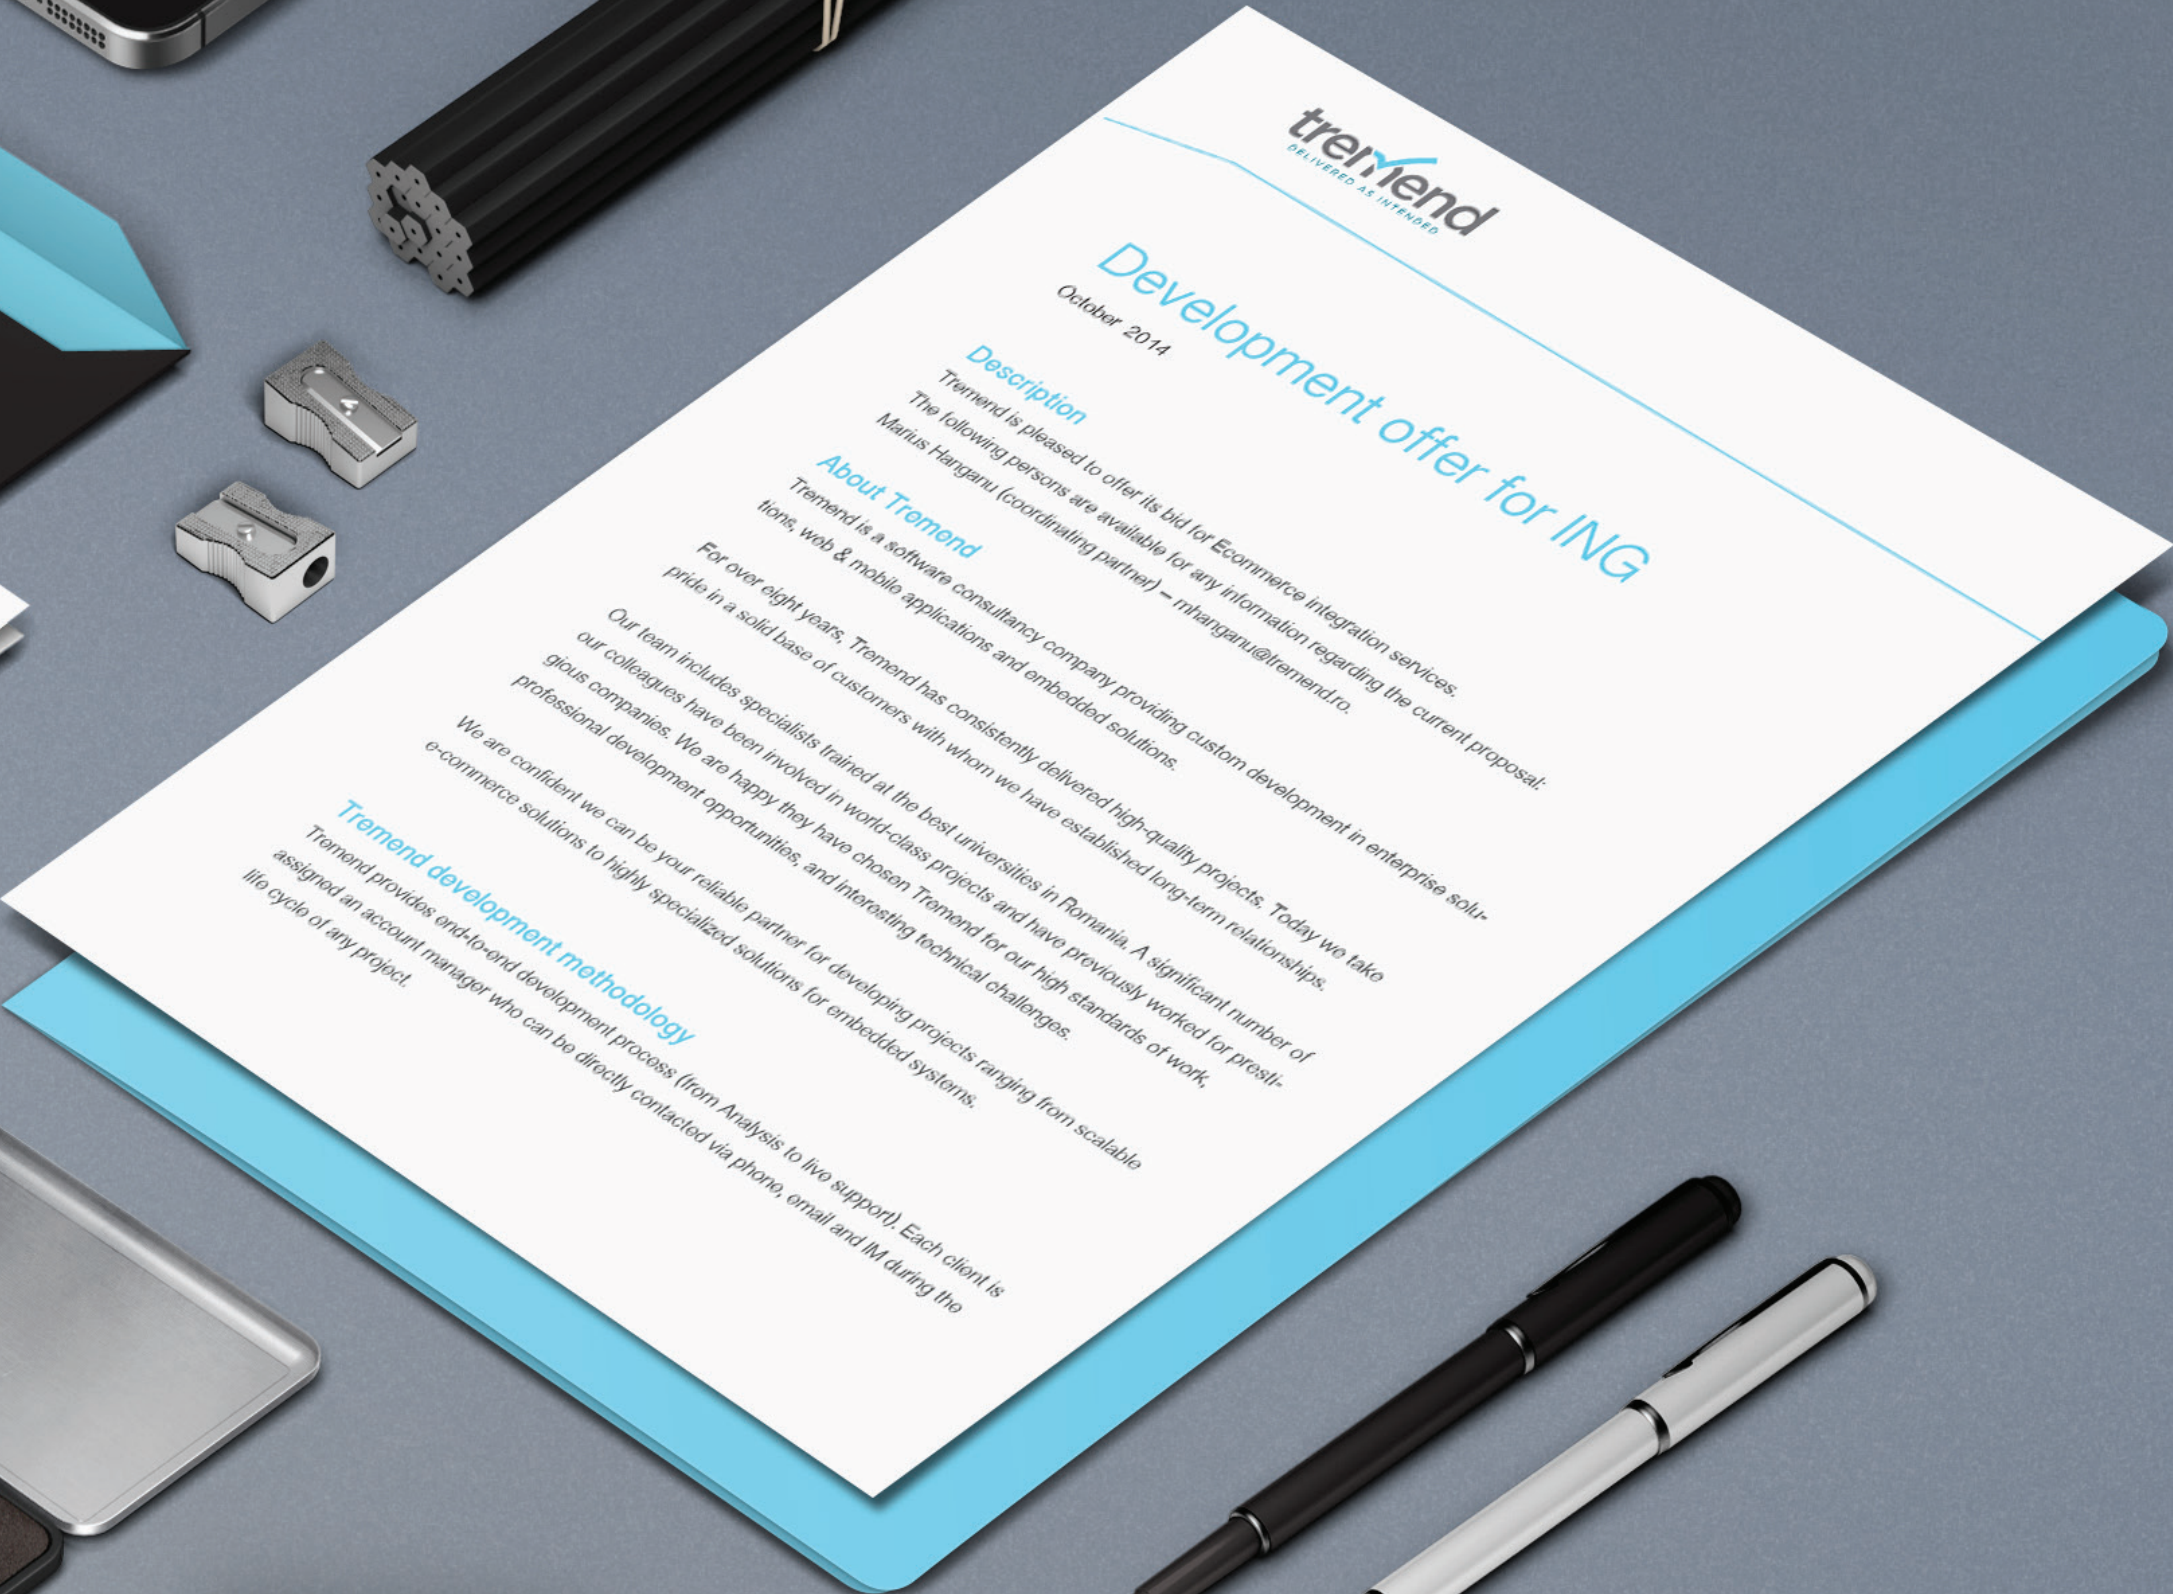 tremend
DELIVERED AS INTENDED
Development offer for ING
October 2014
Description
Tremend is pleased to offer its bid for Ecommerce integration services.
The following persons are available for any information regarding the current proposal:
Marius Hanganu (coordinating partner) – mhanganu@tremend.ro.
About Tremend
Tremend is a software consultancy company providing custom development in enterprise solu-
tions, web & mobile applications and embedded solutions.
For over eight years, Tremend has consistently delivered high-quality projects. Today we take
pride in a solid base of customers with whom we have established long-term relationships.
Our team includes specialists trained at the best universities in Romania. A significant number of
our colleagues have been involved in world-class projects and have previously worked for presti-
gious companies. We are happy they have chosen Tremend for our high standards of work,
professional development opportunities, and interesting technical challenges.
We are confident we can be your reliable partner for developing projects ranging from scalable
e-commerce solutions to highly specialized solutions for embedded systems.
Tremend development methodology
Tremend provides end-to-end development process (from Analysis to live support). Each client is
assigned an account manager who can be directly contacted via phone, email and IM during the
life cycle of any project.